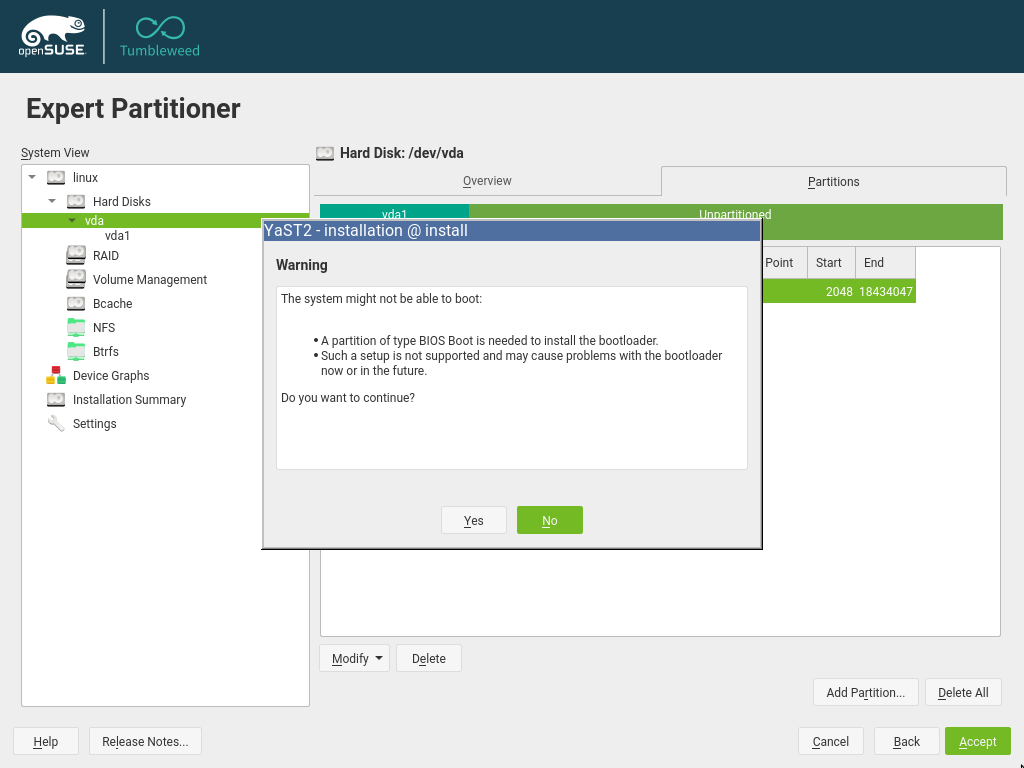 openSUSE
Tumbleweed
Expert Partitioner
System View
linux
Hard Disks
vda
vda1
RAID
Volume Management
Bcache
NFS
Btrfs
Device Graphs
Installation Summary
Settings
Hard Disk: /dev/vda
Overview
Partitions
vda1
Unpartitioned
Point
Start
End
2048
18434047
YaST2 - installation @ install
Warning
The system might not be able to boot:
• A partition of type BIOS Boot is needed to install the bootloader.
• Such a setup is not supported and may cause problems with the bootloader
now or in the future.
Do you want to continue?
Yes
No
Modify
Delete
Add Partition...
Delete All
Help
Release Notes...
Cancel
Back
Accept